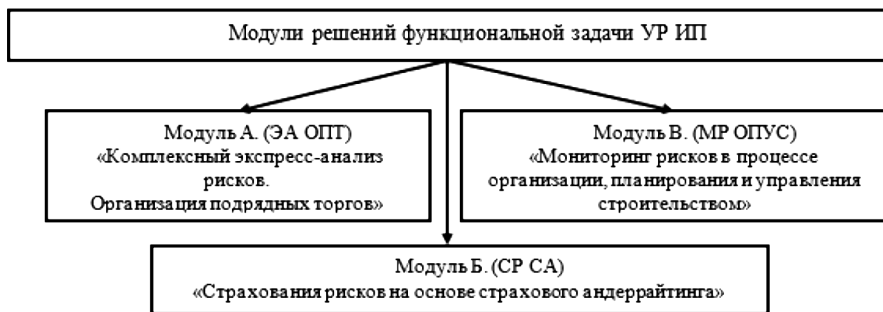 Модули решений функциональной задачи УР ИП
Модуль А. (ЭА ОПТ)
«Комплексный экспресс-анализ
рисков.
Организация подрядных торгов»
Модуль В. (МР ОПУС)
«Мониторинг рисков в процессе
организации, планирования и управления
строительством»
Модуль Б. (СР СА)
«Страхования рисков на основе страхового андеррайтинга»